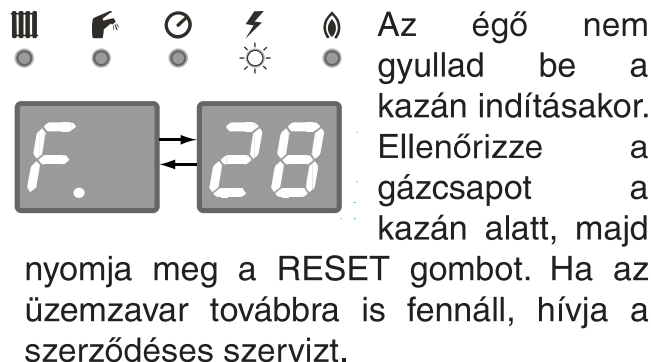 Az égő nem
gyullad be a
kazán indításakor.
F. 28
Ellenőrizze a
gázcsapot a
kazán alatt, majd
nyomja meg a RESET gombot. Ha az
üzemzavar továbbra is fennáll, hívja a
szerződéses szervizt.